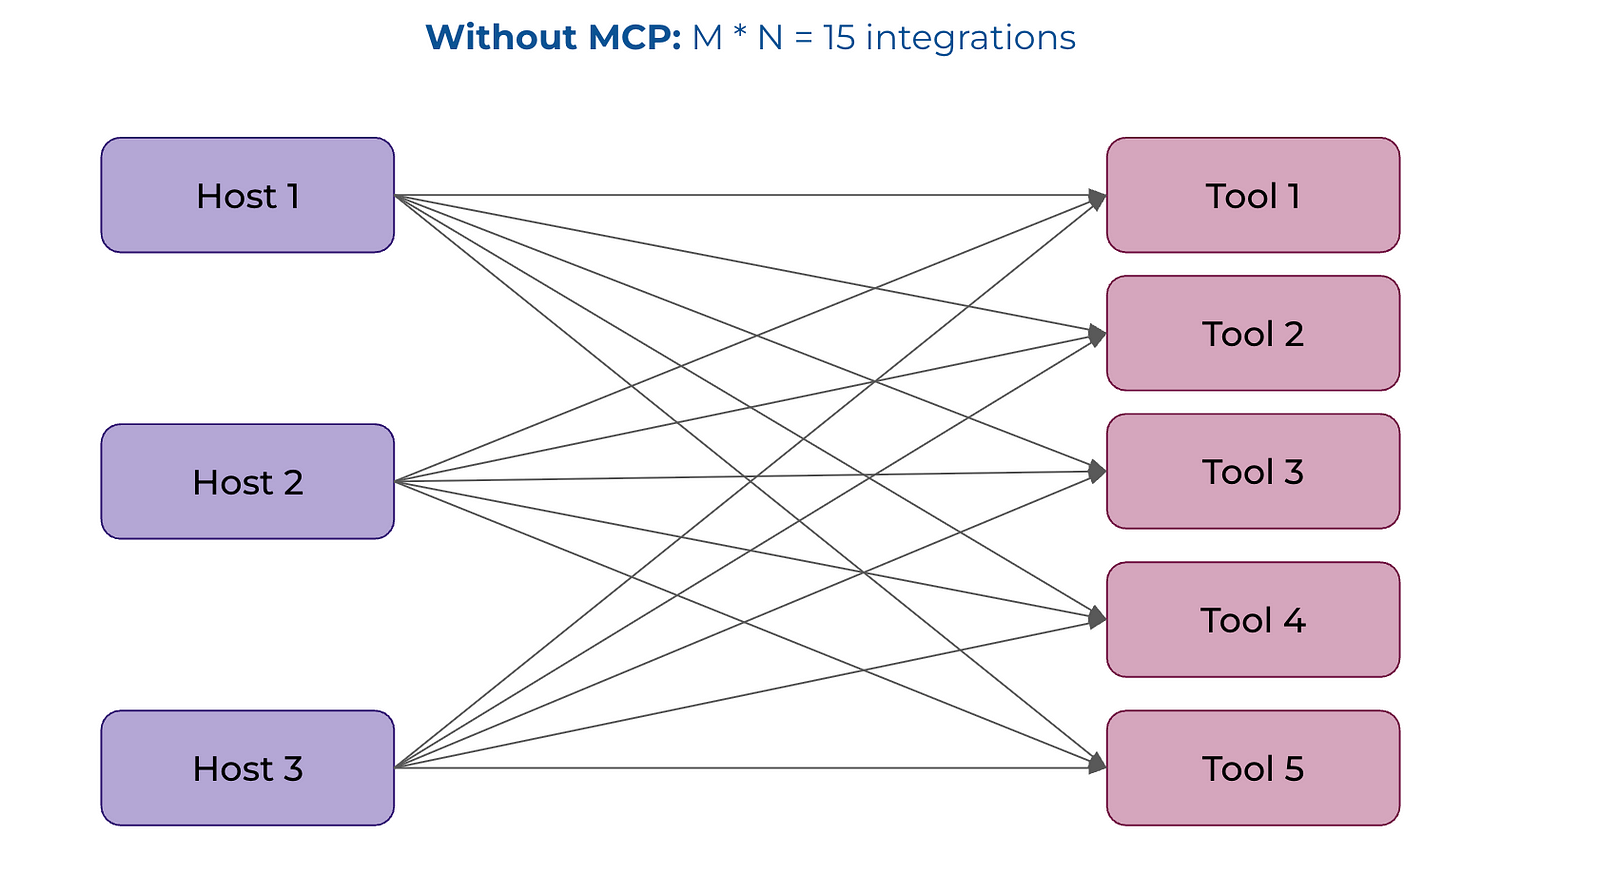 Without MCP: M * N = 15 integrations
Host 1
Tool 1
Tool 2
Host 2
Tool 3
Tool 4
Host 3
Tool 5